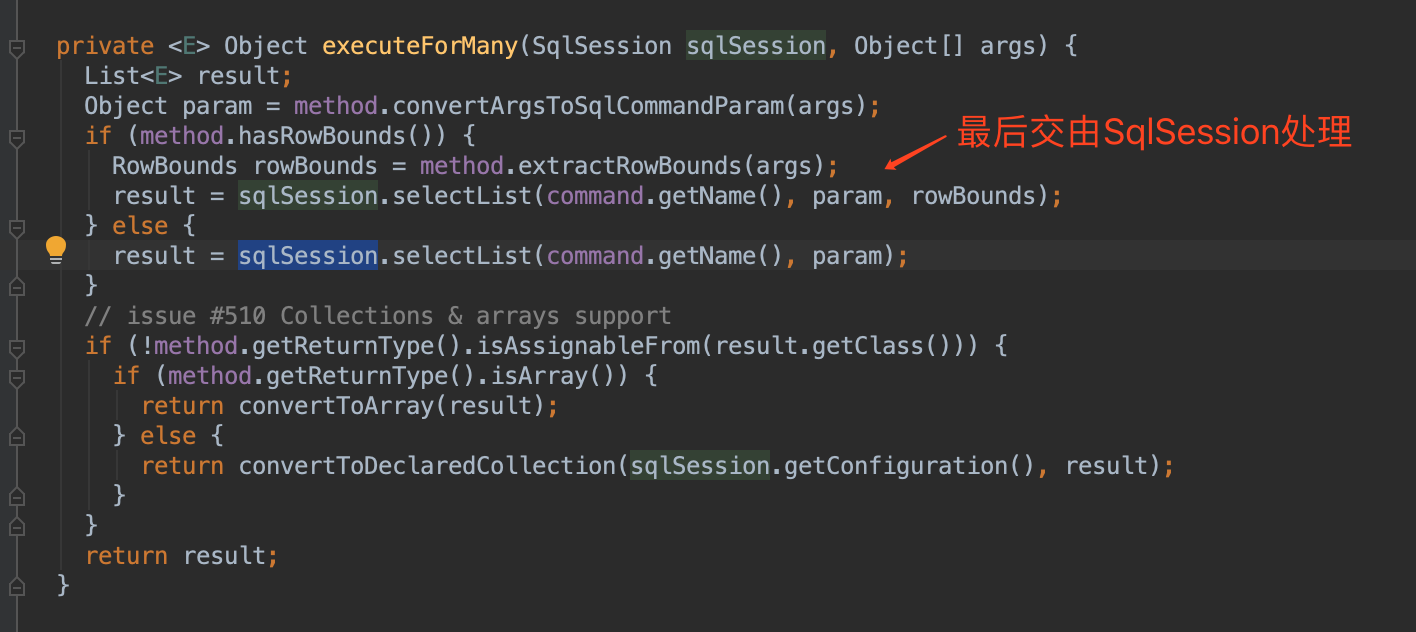 private <E> Object executeForMany(SqlSession sqlSession, Object[] args) {
List<E> result;
Object param = method.convertArgsToSqlCommandParam(args);
if (method.hasRowBounds()) {
最后交由SqlSession处理
RowBounds rowBounds = method.extractRowBounds(args);
result = sqlSession.selectList(command.getName(), param, rowBounds);
} else {
result = sqlSession.selectList(command.getName(), param);
}
// issue #510 Collections & arrays support
if (!method.getReturnType().isAssignableFrom(result.getClass())) {
if (method.getReturnType().isArray()) {
return convertToArray(result);
} else {
return convertToDeclaredCollection(sqlSession.getConfiguration(), result);
}
}
return result;
}